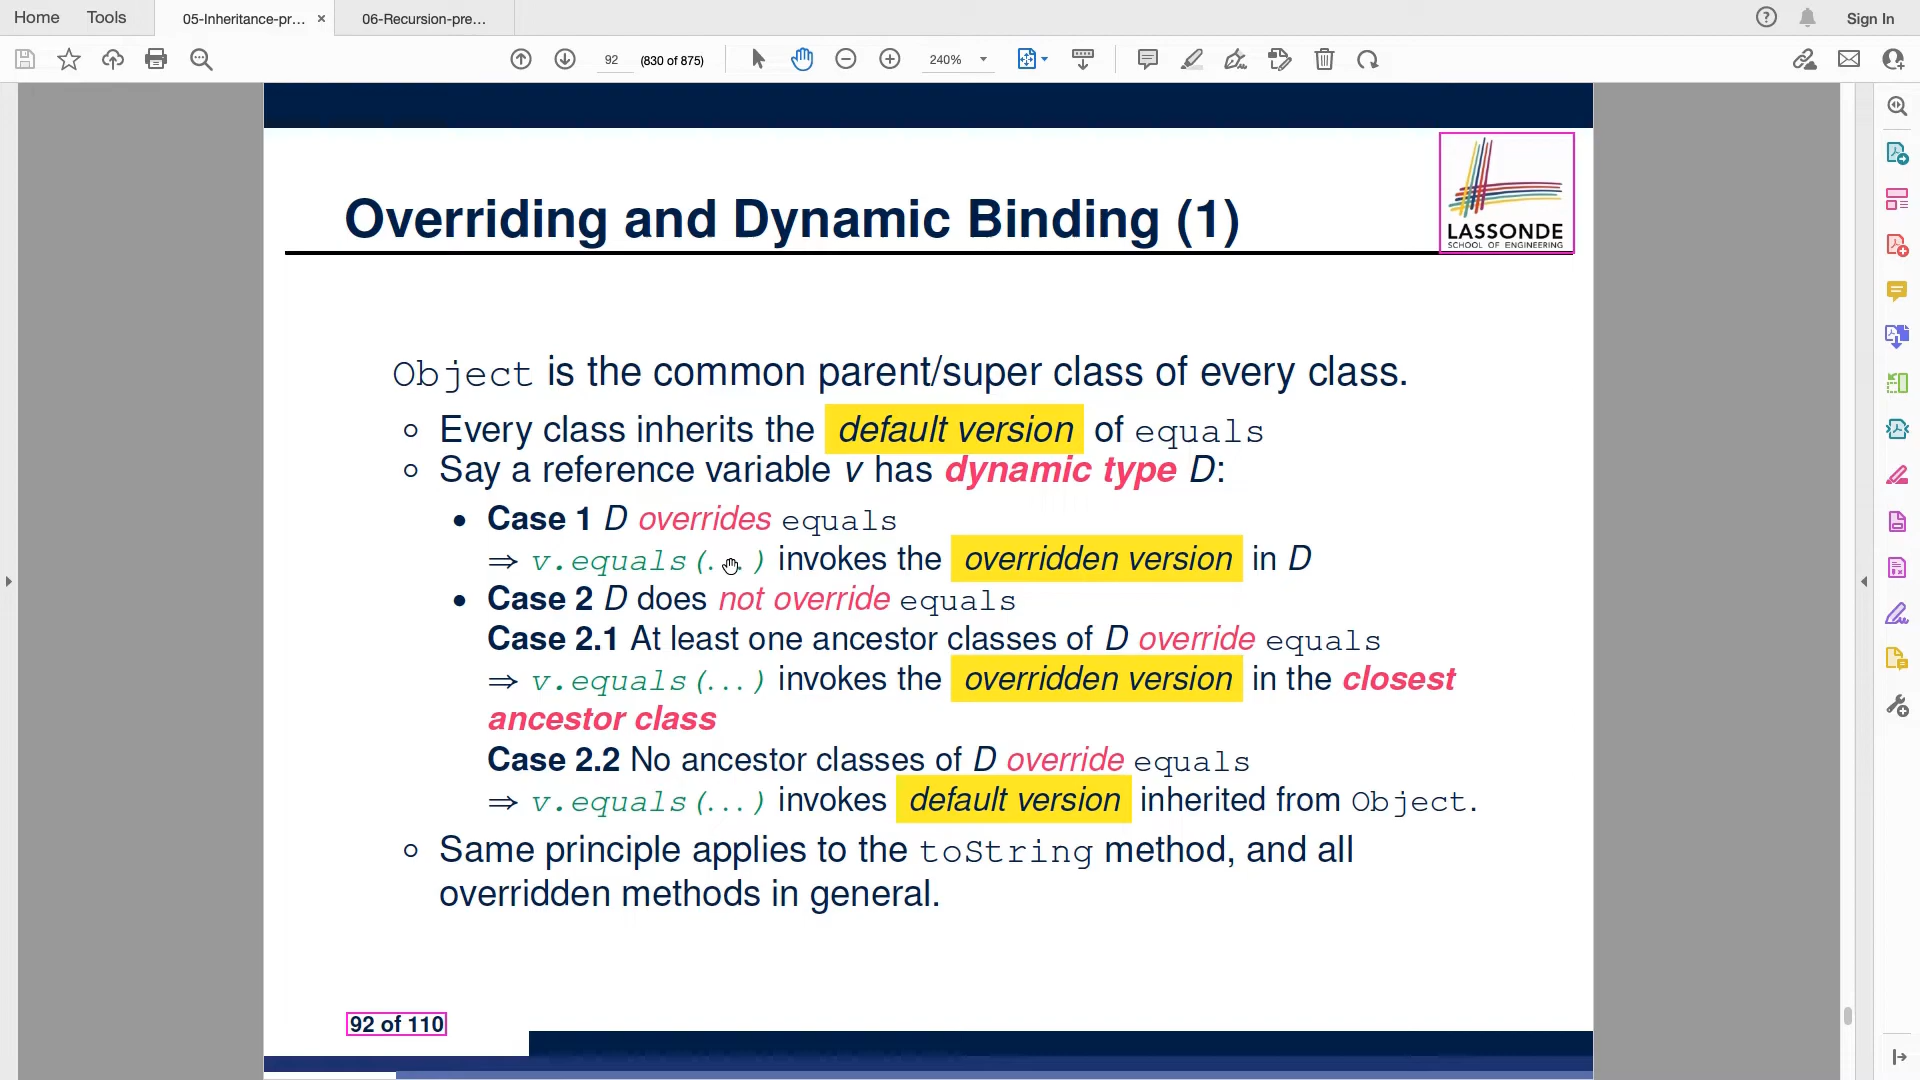 Home Tools 05-Inheritance-pr... × 06-Recursion-pre... Sign In
92 (830 of 875) 240%
LASSONDE
SCHOOL OF ENGINEERING
Overriding and Dynamic Binding (1)
Object is the common parent/super class of every class.
○ Every class inherits the default version of equals
○ Say a reference variable v has dynamic type D:
• Case 1 D overrides equals
⇒ v.equals(...) invokes the overridden version in D
• Case 2 D does not override equals
Case 2.1 At least one ancestor classes of D override equals
⇒ v.equals(...) invokes the overridden version in the closest
ancestor class
Case 2.2 No ancestor classes of D override equals
⇒ v.equals(...) invokes default version inherited from Object.
○ Same principle applies to the toString method, and all
overridden methods in general.
92 of 110